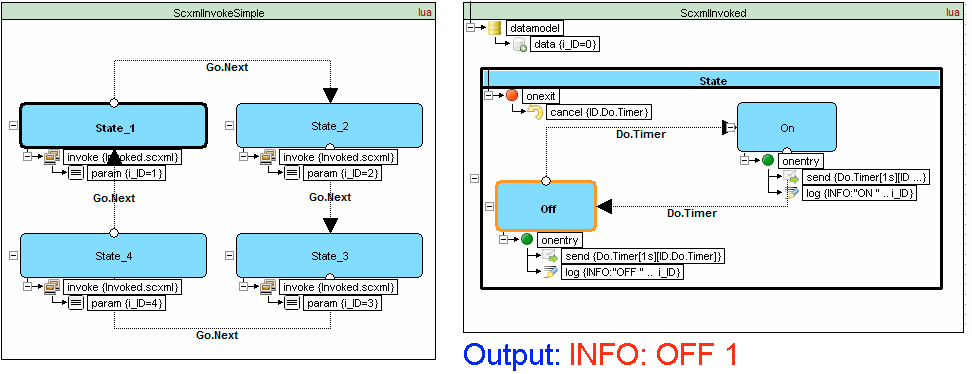 ScxmlInvokeSimple
lua
Go.Next
State_1
invoke {Invoked.scxml}
param {i_ID=1}
State_2
invoke {Invoked.scxml}
param {i_ID=2}
Go.Next
Go.Next
State_4
invoke {Invoked.scxml}
param {i_ID=4}
State_3
invoke {Invoked.scxml}
param {i_ID=3}
Go.Next
ScxmlInvoked
lua
datamodel
data {i_ID=0}
State
onexit
cancel {ID.Do.Timer}
Do.Timer
On
onentry
send {Do.Timer[1s][ID ...}
log {INFO:"ON " .. i_ID}
Do.Timer
Off
onentry
send {Do.Timer[1s][ID.Do.Timer]}
log {INFO:"OFF " .. i_ID}
Output: INFO: OFF 1